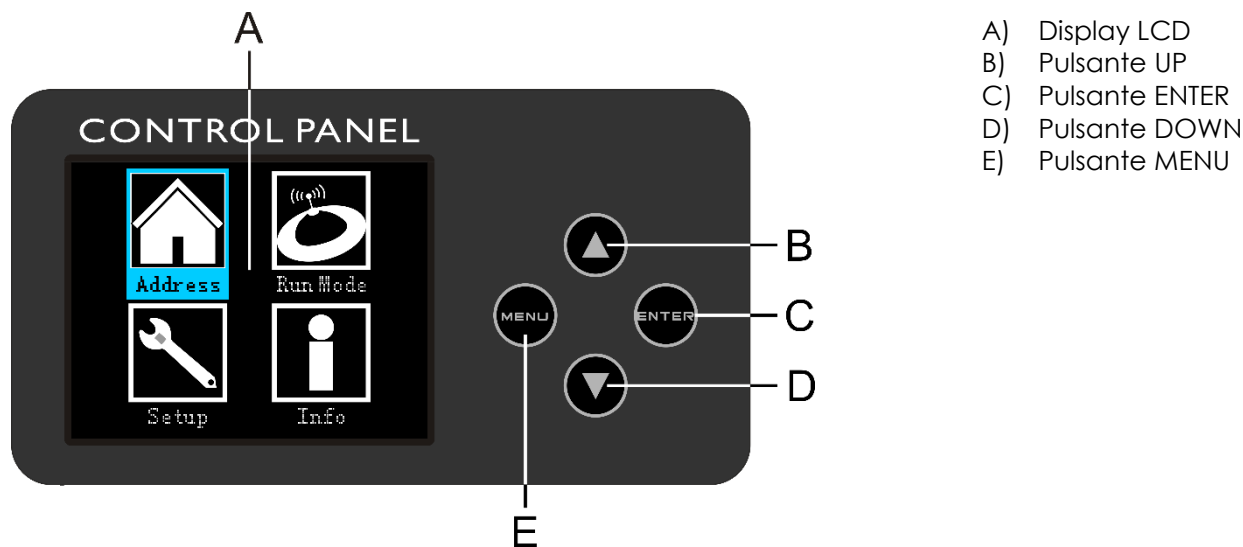 A
CONTROL PANEL
Address
Run Mode
Setup
Info
MENU
ENTER
B
C
D
E
A) Display LCD
B) Pulsante UP
C) Pulsante ENTER
D) Pulsante DOWN
E) Pulsante MENU